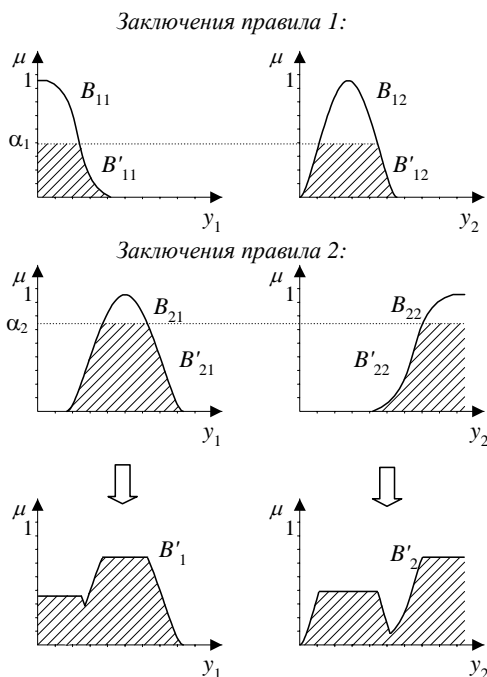 Заключения правила 1:
μ μ
1 B₁₁ 1 B₁₂
α₁
B'₁₁ B'₁₂
y₁ y₂
Заключения правила 2:
μ μ
1 B₂₁ 1 B₂₂
α₂
B'₂₁ B'₂₂
y₁ y₂
μ μ
1 B'₁ 1 B'₂
y₁ y₂